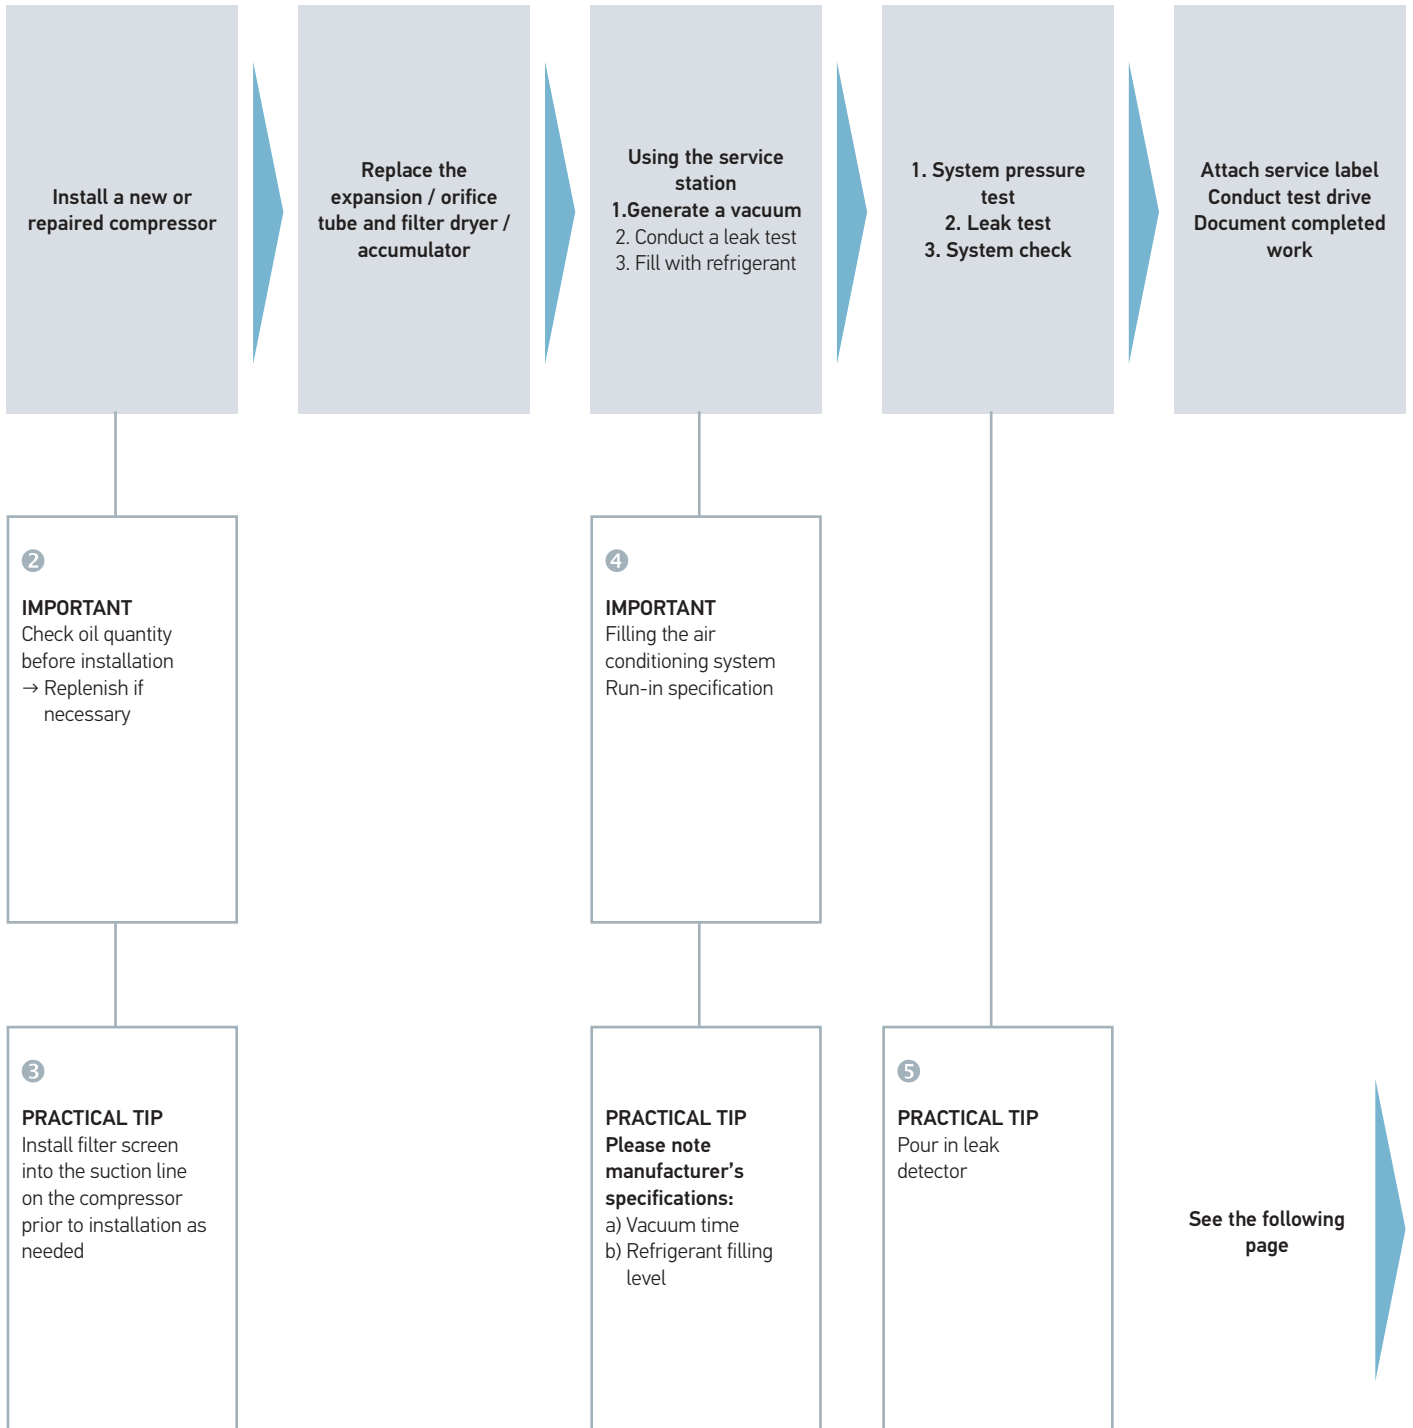 Install a new or
repaired compressor
Replace the
expansion / orifice
tube and filter dryer /
accumulator
Using the service
station
1.Generate a vacuum
2. Conduct a leak test
3. Fill with refrigerant
1. System pressure
test
2. Leak test
3. System check
Attach service label
Conduct test drive
Document completed
work
2
IMPORTANT
Check oil quantity
before installation
→ Replenish if
necessary
4
IMPORTANT
Filling the air
conditioning system
Run-in specification
3
PRACTICAL TIP
Install filter screen
into the suction line
on the compressor
prior to installation as
needed
PRACTICAL TIP
Please note
manufacturer’s
specifications:
a) Vacuum time
b) Refrigerant filling
level
5
PRACTICAL TIP
Pour in leak
detector
See the following
page